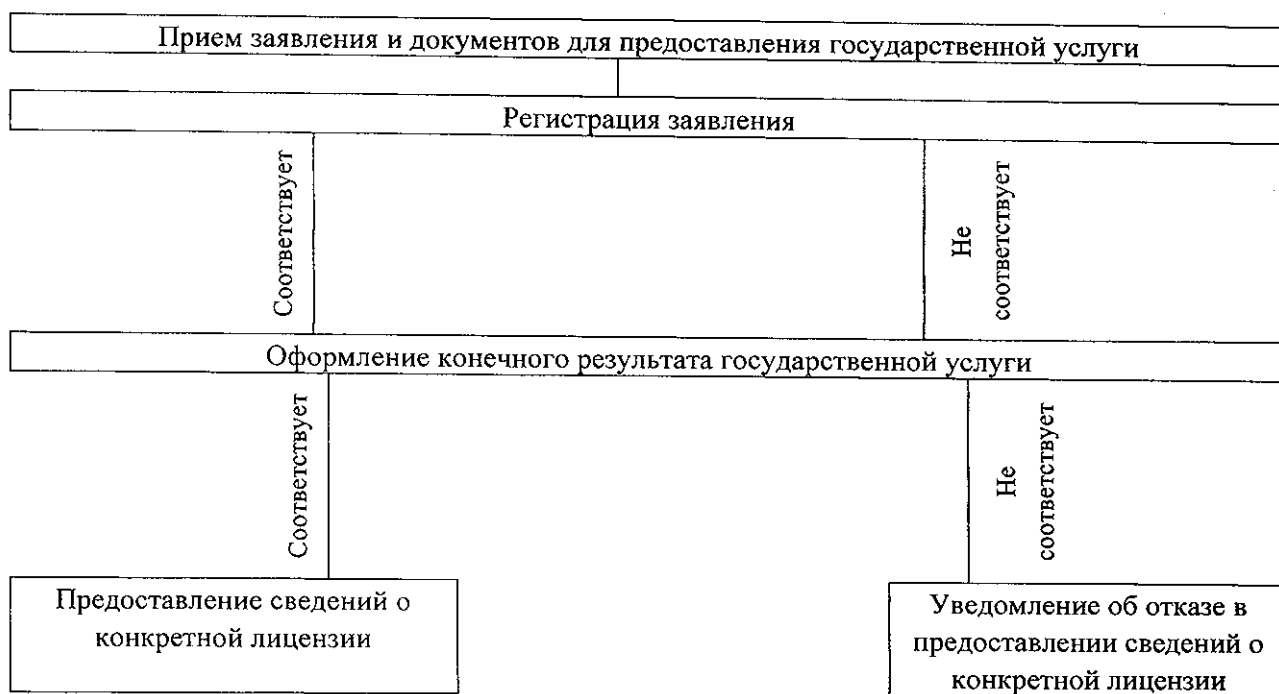 Прием заявления и документов для предоставления государственной услуги
Регистрация заявления
Соответствует
Не
соответствует
Оформление конечного результата государственной услуги
Соответствует
Не
соответствует
Предоставление сведений о
конкретной лицензии
Уведомление об отказе в
предоставлении сведений о
конкретной лицензии